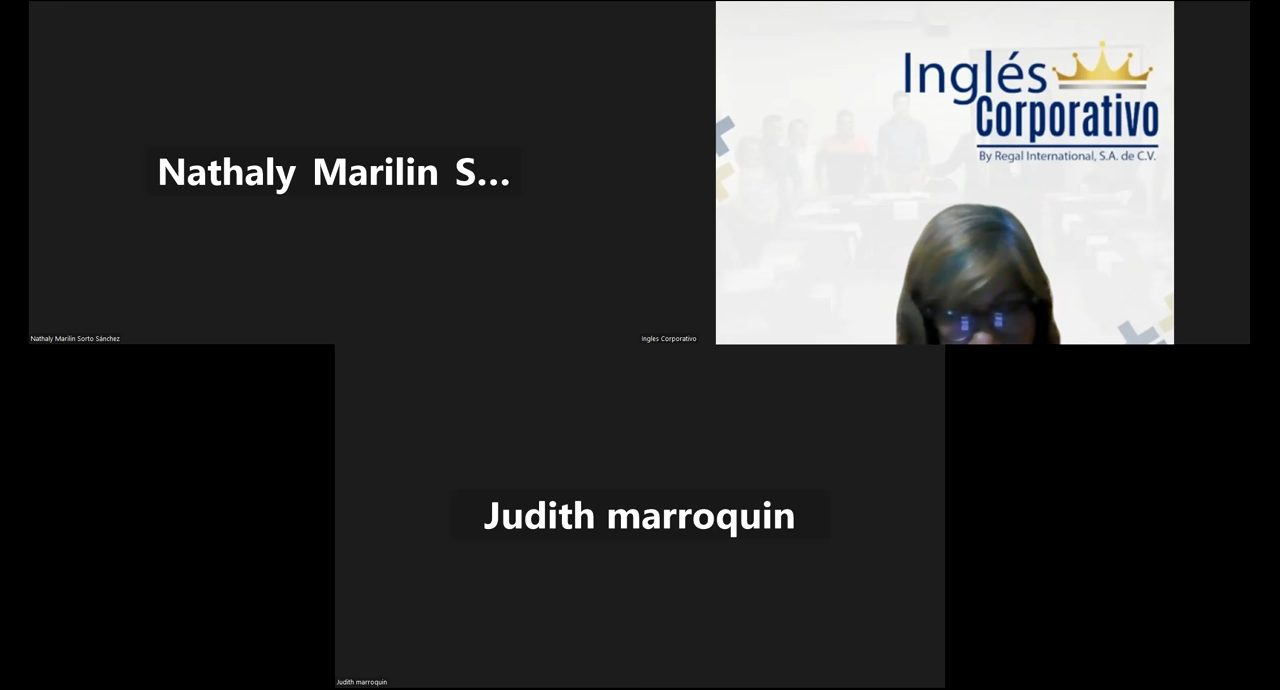 Nathaly Marilin S...
Nathaly Marilin Sorto Sánchez
Inglés
Corporativo
By Regal International, S.A. de C.V.
Ingles Corporativo
Judith marroquin
Judith marroquin